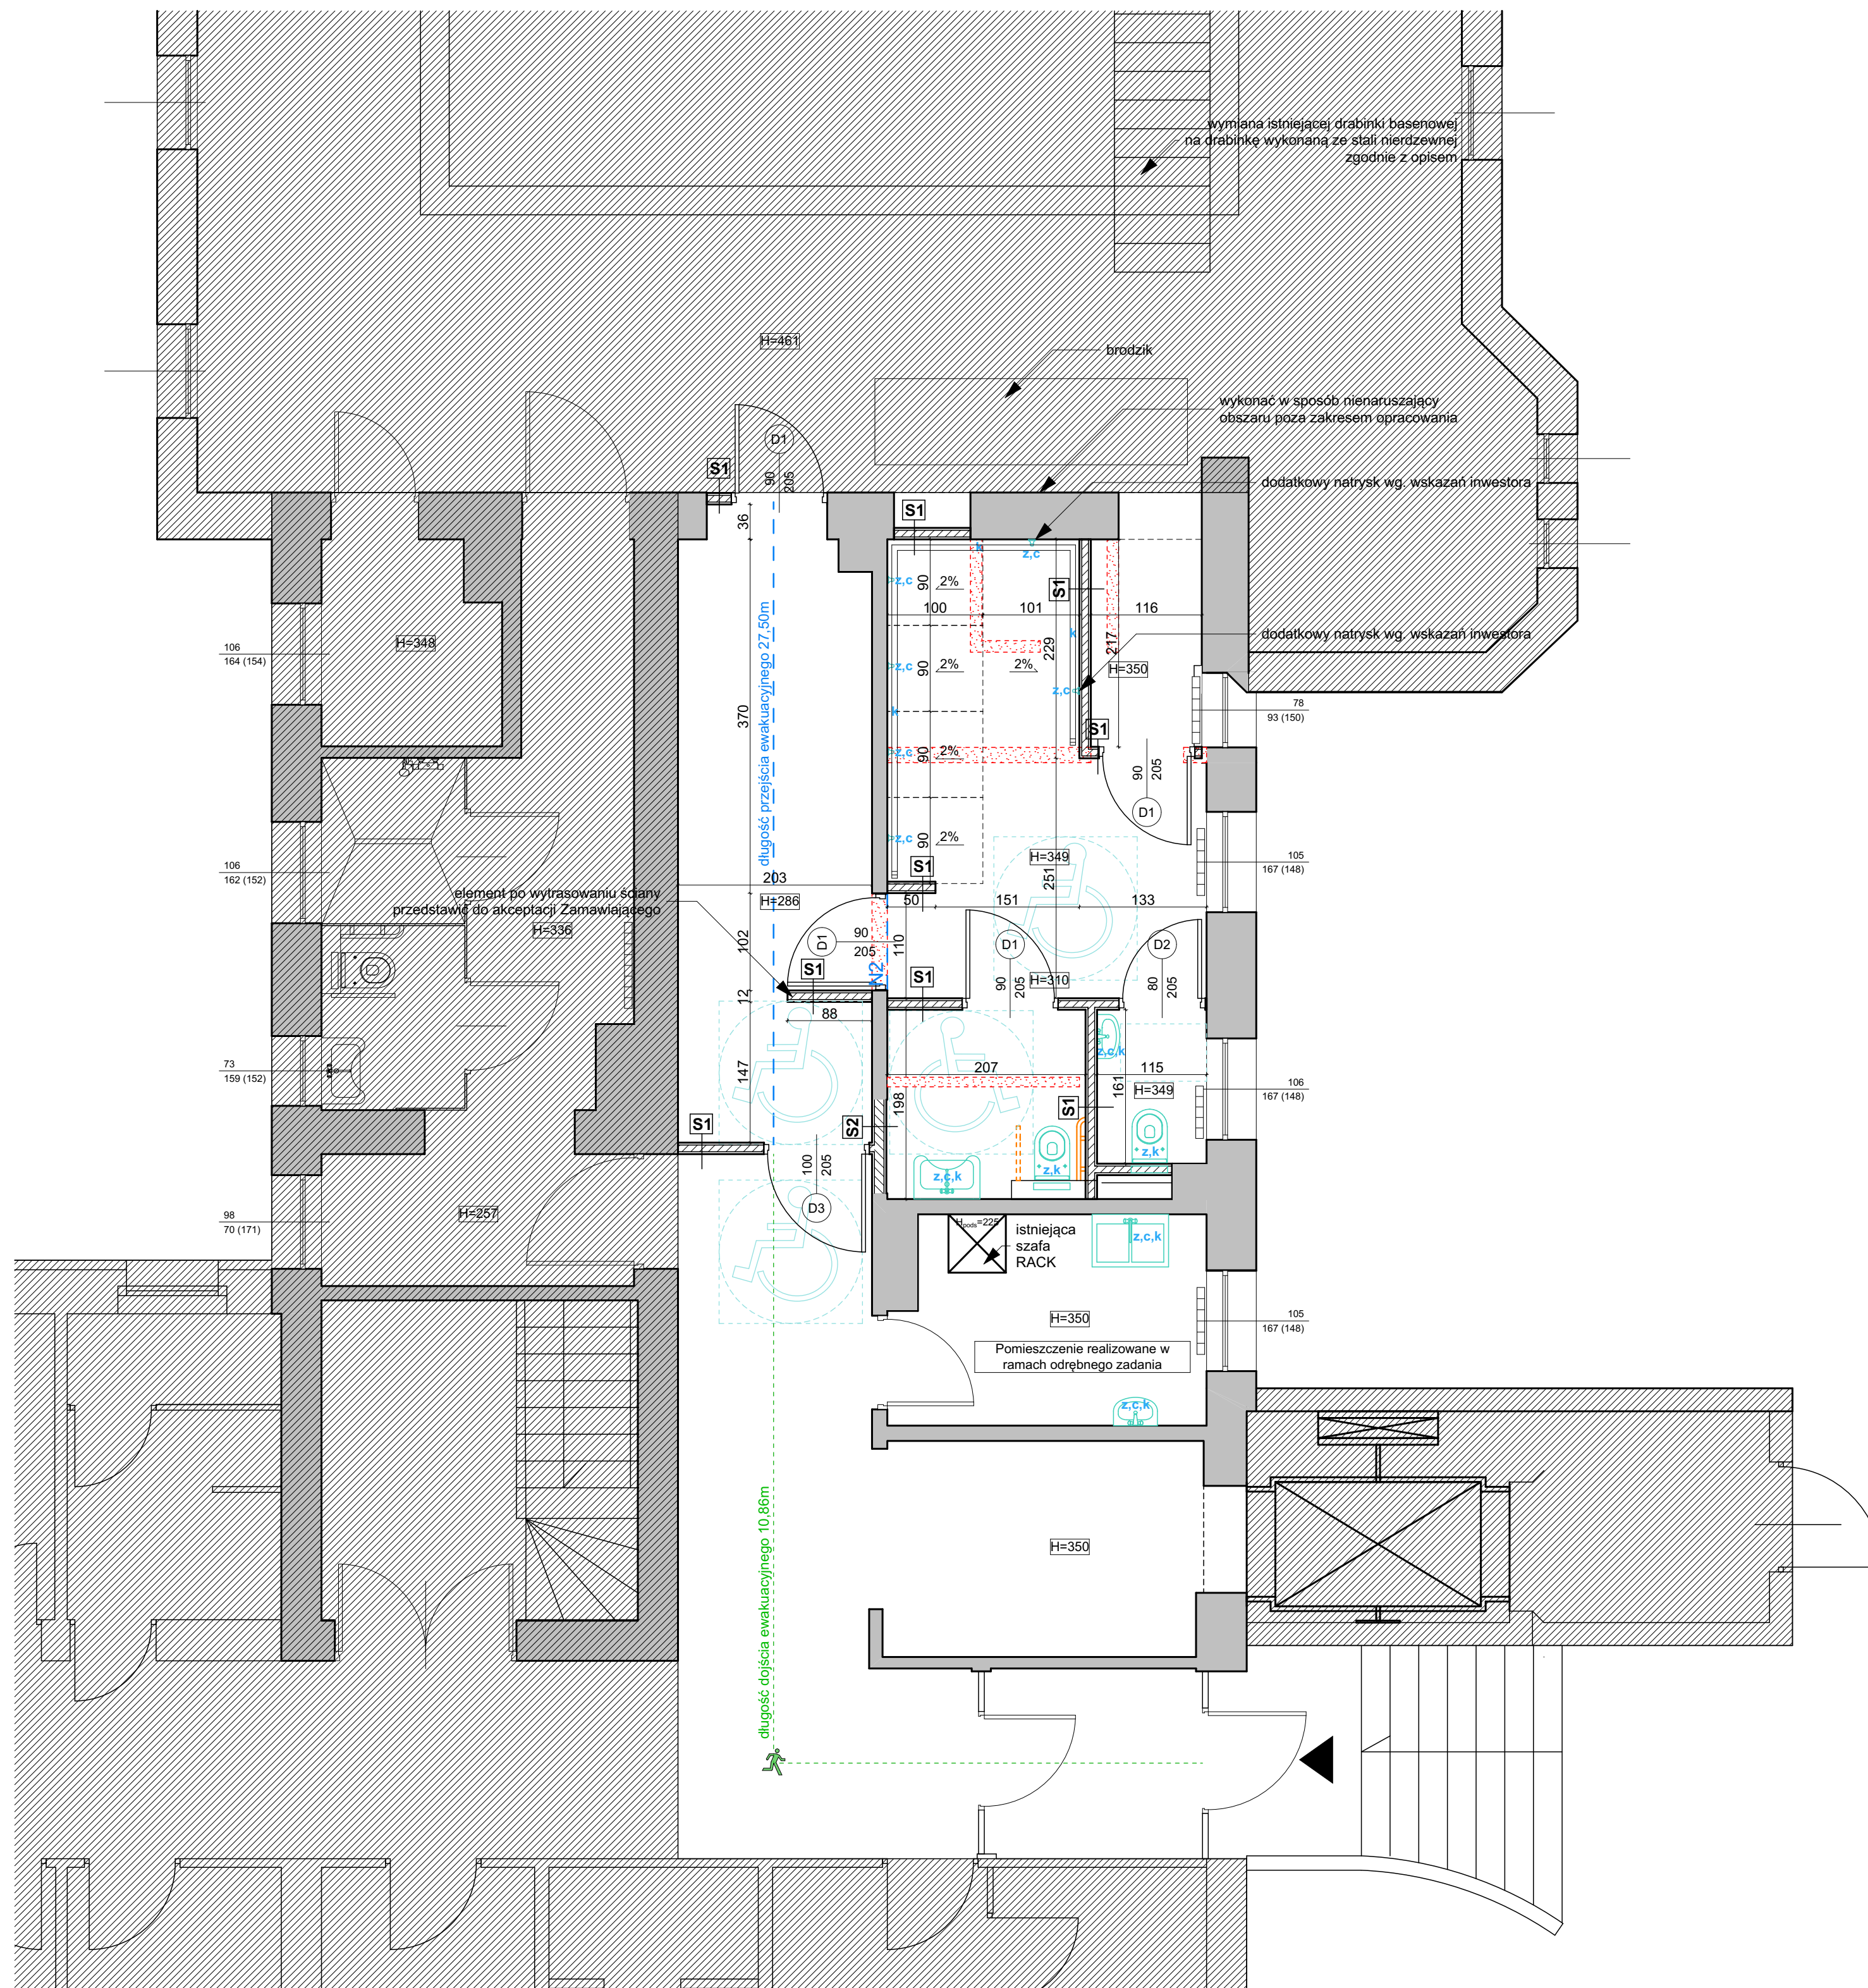 wymiana istniejącej drabinki basenowej
na drabinkę wykonaną ze stali nierdzewnej
zgodnie z opisem
H=461
brodzik
wykonać w sposób nienaruszający
obszaru poza zakresem opracowania
D1
90
205
S1
dodatkowy natrysk wg. wskazań inwestora
S1
36
k
z,c
z,c
90
2%
S1
100
101
116
k
229
217
dodatkowy natrysk wg. wskazań inwestora
H=348
106
164 (154)
długość przejścia ewakuacyjnego 27,50m
z,c
90
2%
2%
H=350
z,c
k
370
78
93 (150)
S1
z,c
90
2%
90
205
D1
z,c
90
2%
H=349
251
105
167 (148)
106
162 (152)
S1
203
element po wytrasowaniu ściany
przedstawić do akceptacji Zamawiającego
H=286
50
151
133
H=336
102
D1
90
205
110
D1
D2
S1
N2
S1
90
205
H=310
80
205
12
88
z,c,k
73
159 (152)
147
207
115
198
161
H=349
106
167 (148)
S1
S1
S2
100
205
z,k
z,k
z,c,k
D3
98
70 (171)
H=257
Hpods=225
istniejąca
szafa
RACK
z,c,k
H=350
105
167 (148)
Pomieszczenie realizowane w
ramach odrębnego zadania
z,c,k
długość dojścia ewakuacyjnego 10,86m
H=350